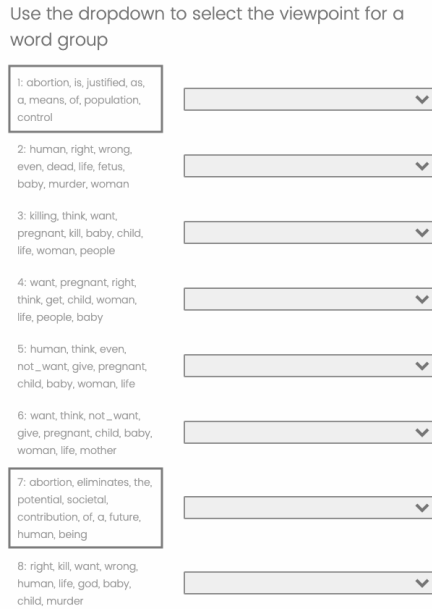 Use the dropdown to select the viewpoint for a
word group
1: abortion, is, justified, as,
a, means, of, population,
control
2: human, right, wrong,
even, dead, life, fetus,
baby, murder, woman
3: killing, think, want,
pregnant, kill, baby, child,
life, woman, people
4: want, pregnant, right,
think, get, child, woman,
life, people, baby
5: human, think, even,
not_want, give, pregnant,
child, baby, woman, life
6: want, think, not_want,
give, pregnant, child, baby,
woman, life, mother
7: abortion, eliminates, the,
potential, societal,
contribution, of, a, future,
human, being
8: right, kill, want, wrong,
human, life, god, baby,
child, murder